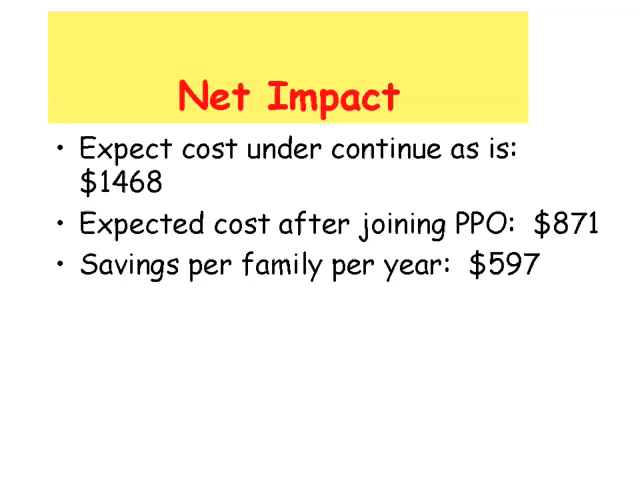 Net Impact
• Expect cost under continue as is:
$1468
• Expected cost after joining PPO: $871
• Savings per family per year: $597